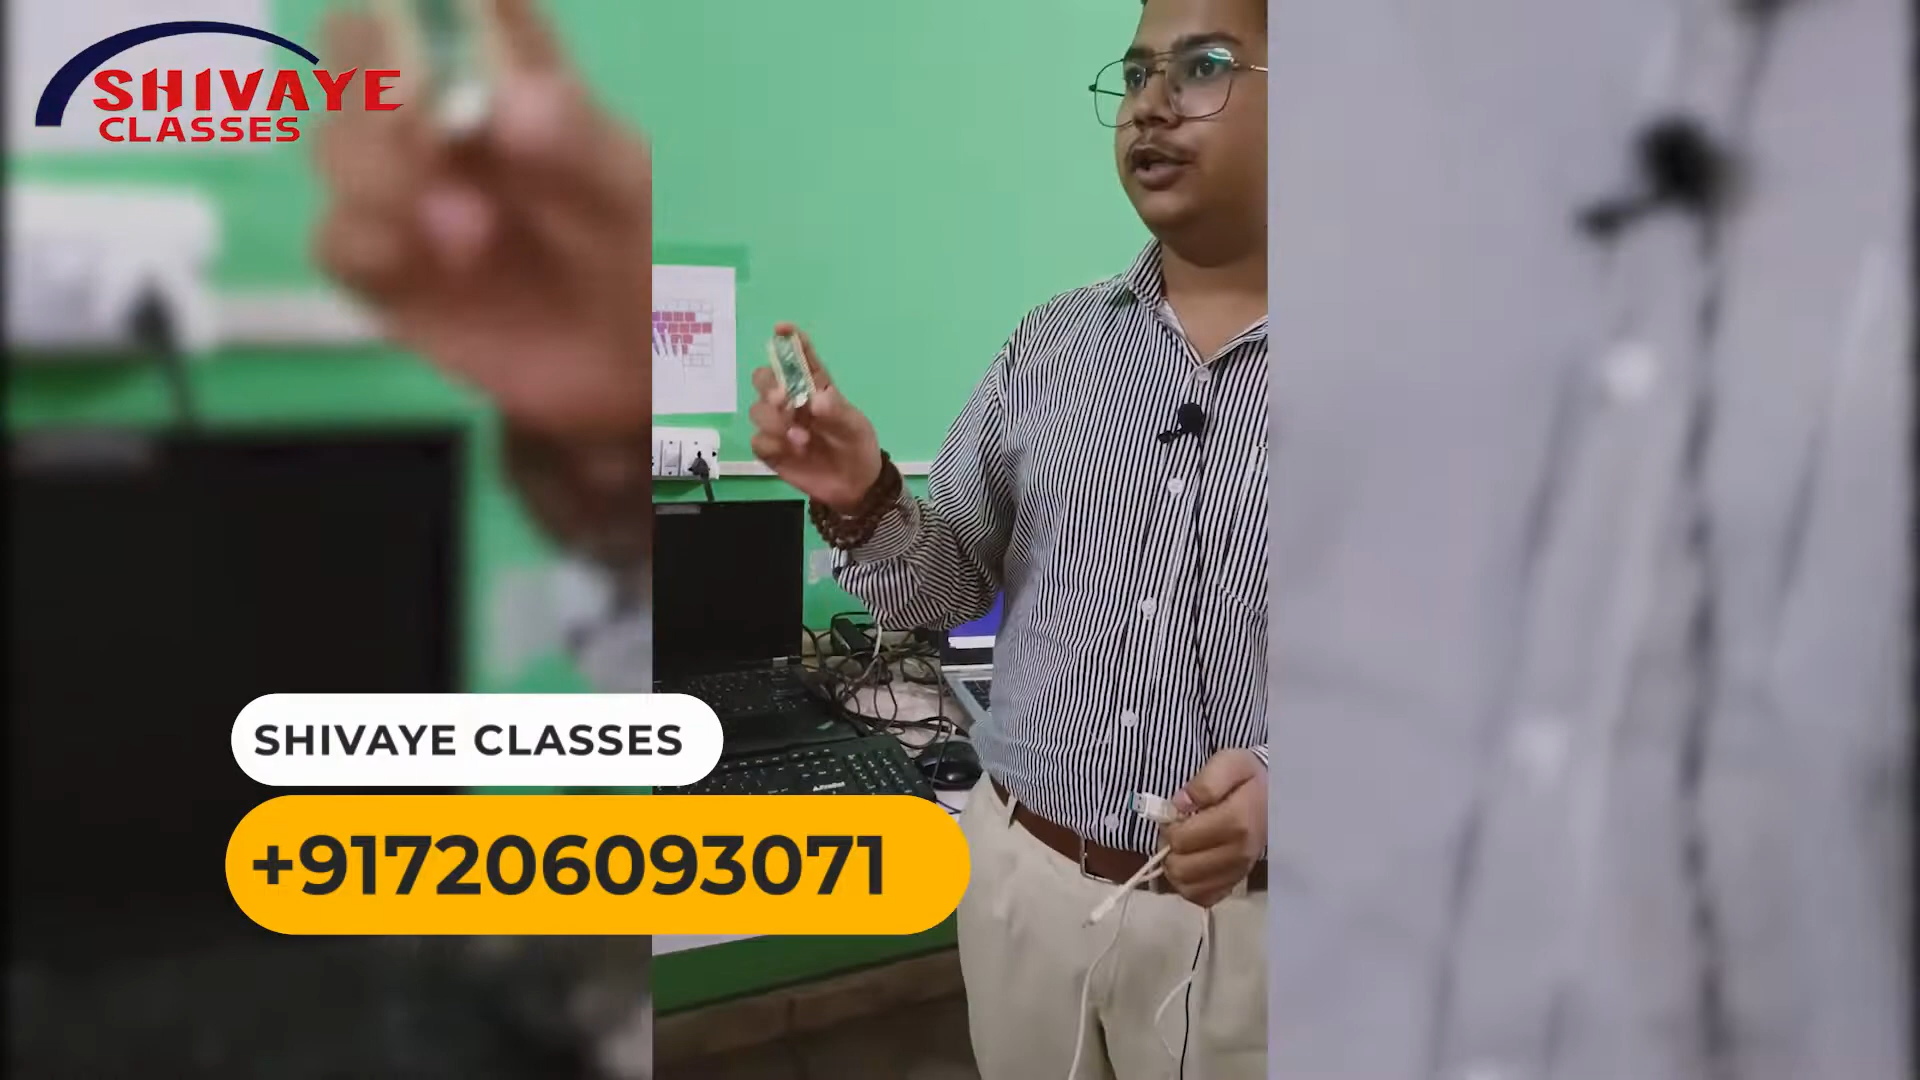 SHIVAYE
CLASSES
SHIVAYE CLASSES
+917206093071